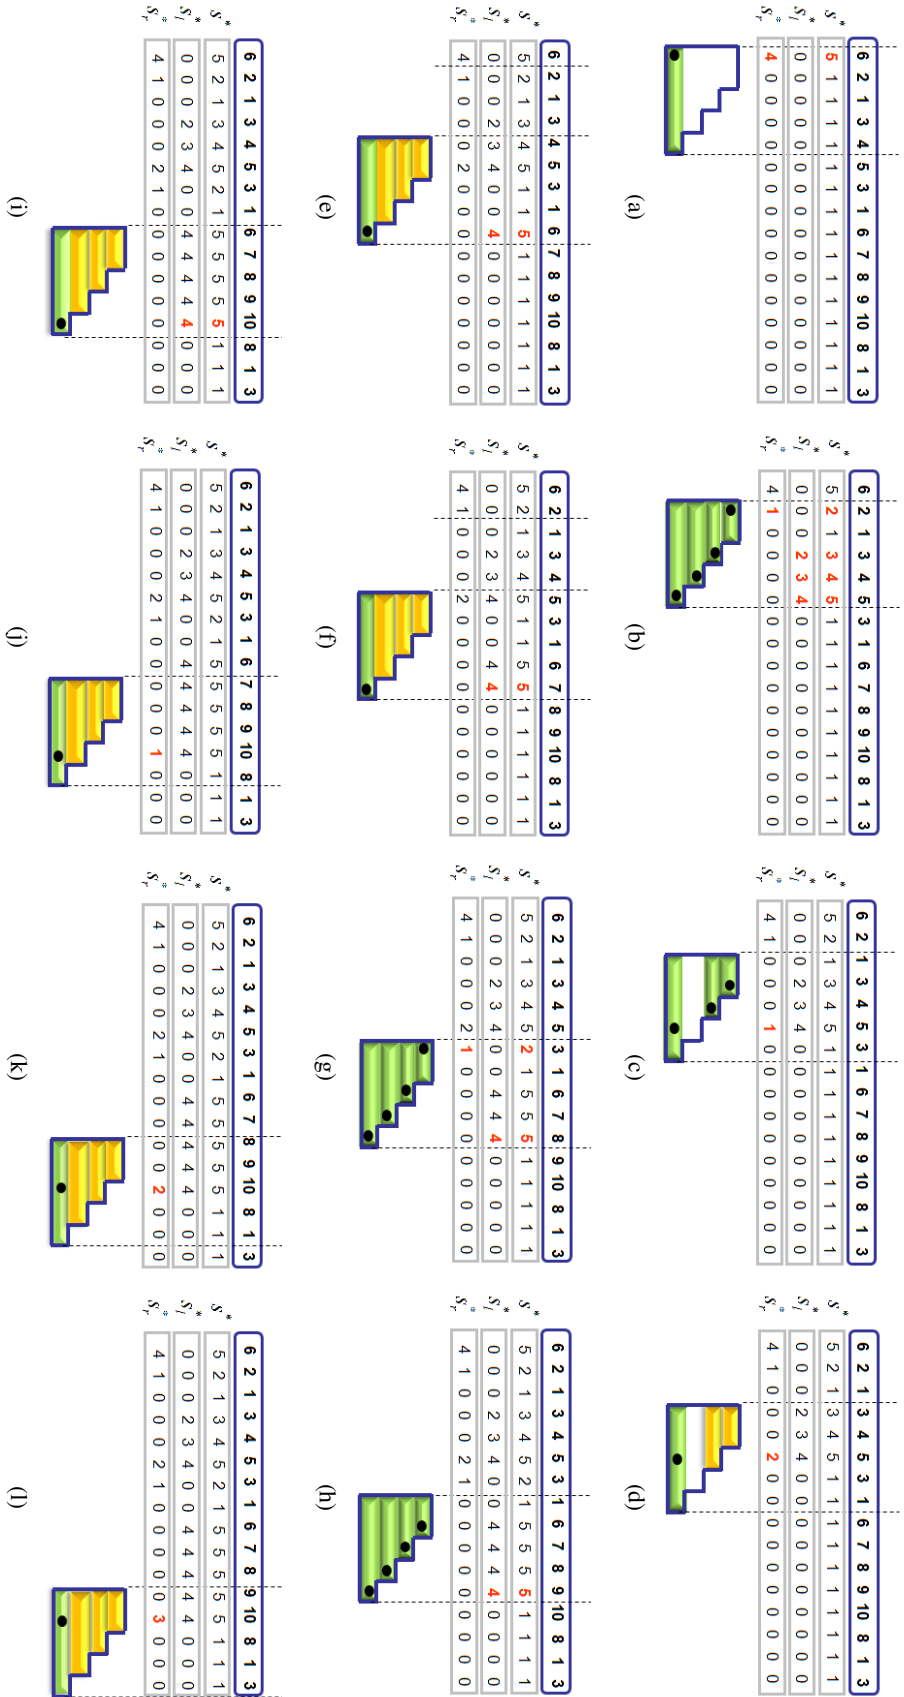 6 2 1 3 4 5 3 1 6 7 8 9 10 8 1 3
S* 5 1 1 1 1 1 1 1 1 1 1 1 1 1 1 1
S*l 0 0 0 0 0 0 0 0 0 0 0 0 0 0 0 0
S*r 4 0 0 0 0 0 0 0 0 0 0 0 0 0 0 0
(a)
6 2 1 3 4 5 3 1 6 7 8 9 10 8 1 3
S* 5 2 1 3 4 5 1 1 1 1 1 1 1 1 1 1
S*l 0 0 0 2 3 4 0 0 0 0 0 0 0 0 0 0
S*r 4 1 0 0 0 0 0 0 0 0 0 0 0 0 0 0
(b)
6 2 1 3 4 5 3 1 6 7 8 9 10 8 1 3
S* 5 2 1 3 4 5 1 1 1 1 1 1 1 1 1 1
S*l 0 0 0 2 3 4 0 0 0 0 0 0 0 0 0 0
S*r 4 1 0 0 0 1 0 0 0 0 0 0 0 0 0 0
(c)
6 2 1 3 4 5 3 1 6 7 8 9 10 8 1 3
S* 5 2 1 3 4 5 1 1 1 1 1 1 1 1 1 1
S*l 0 0 0 2 3 4 0 0 0 0 0 0 0 0 0 0
S*r 4 1 0 0 0 2 0 0 0 0 0 0 0 0 0 0
(d)
6 2 1 3 4 5 3 1 6 7 8 9 10 8 1 3
S* 5 2 1 3 4 5 1 1 5 1 1 1 1 1 1 1
S*l 0 0 0 2 3 4 0 0 4 0 0 0 0 0 0 0
S*r 4 1 0 0 0 2 0 0 0 0 0 0 0 0 0 0
(e)
6 2 1 3 4 5 3 1 6 7 8 9 10 8 1 3
S* 5 2 1 3 4 5 1 1 5 5 1 1 1 1 1 1
S*l 0 0 0 2 3 4 0 0 4 4 0 0 0 0 0 0
S*r 4 1 0 0 0 2 0 0 0 0 0 0 0 0 0 0
(f)
6 2 1 3 4 5 3 1 6 7 8 9 10 8 1 3
S* 5 2 1 3 4 5 2 1 5 5 5 1 1 1 1 1
S*l 0 0 0 2 3 4 0 0 4 4 4 0 0 0 0 0
S*r 4 1 0 0 0 2 1 0 0 0 0 0 0 0 0 0
(g)
6 2 1 3 4 5 3 1 6 7 8 9 10 8 1 3
S* 5 2 1 3 4 5 2 1 5 5 5 5 1 1 1 1
S*l 0 0 0 2 3 4 0 0 4 4 4 4 0 0 0 0
S*r 4 1 0 0 0 2 1 0 0 0 0 0 0 0 0 0
(h)
6 2 1 3 4 5 3 1 6 7 8 9 10 8 1 3
S* 5 2 1 3 4 5 2 1 5 5 5 5 5 1 1 1
S*l 0 0 0 2 3 4 0 0 4 4 4 4 4 0 0 0
S*r 4 1 0 0 0 2 1 0 0 0 0 0 0 0 0 0
(i)
6 2 1 3 4 5 3 1 6 7 8 9 10 8 1 3
S* 5 2 1 3 4 5 2 1 5 5 5 5 5 1 1 1
S*l 0 0 0 2 3 4 0 0 4 4 4 4 4 0 0 0
S*r 4 1 0 0 0 2 1 0 0 0 0 0 1 0 0 0
(j)
6 2 1 3 4 5 3 1 6 7 8 9 10 8 1 3
S* 5 2 1 3 4 5 2 1 5 5 5 5 5 1 1 1
S*l 0 0 0 2 3 4 0 0 4 4 4 4 4 0 0 0
S*r 4 1 0 0 0 2 1 0 0 0 0 0 2 0 0 0
(k)
6 2 1 3 4 5 3 1 6 7 8 9 10 8 1 3
S* 5 2 1 3 4 5 2 1 5 5 5 5 5 1 1 1
S*l 0 0 0 2 3 4 0 0 4 4 4 4 4 0 0 0
S*r 4 1 0 0 0 2 1 0 0 0 0 0 3 0 0 0
(l)